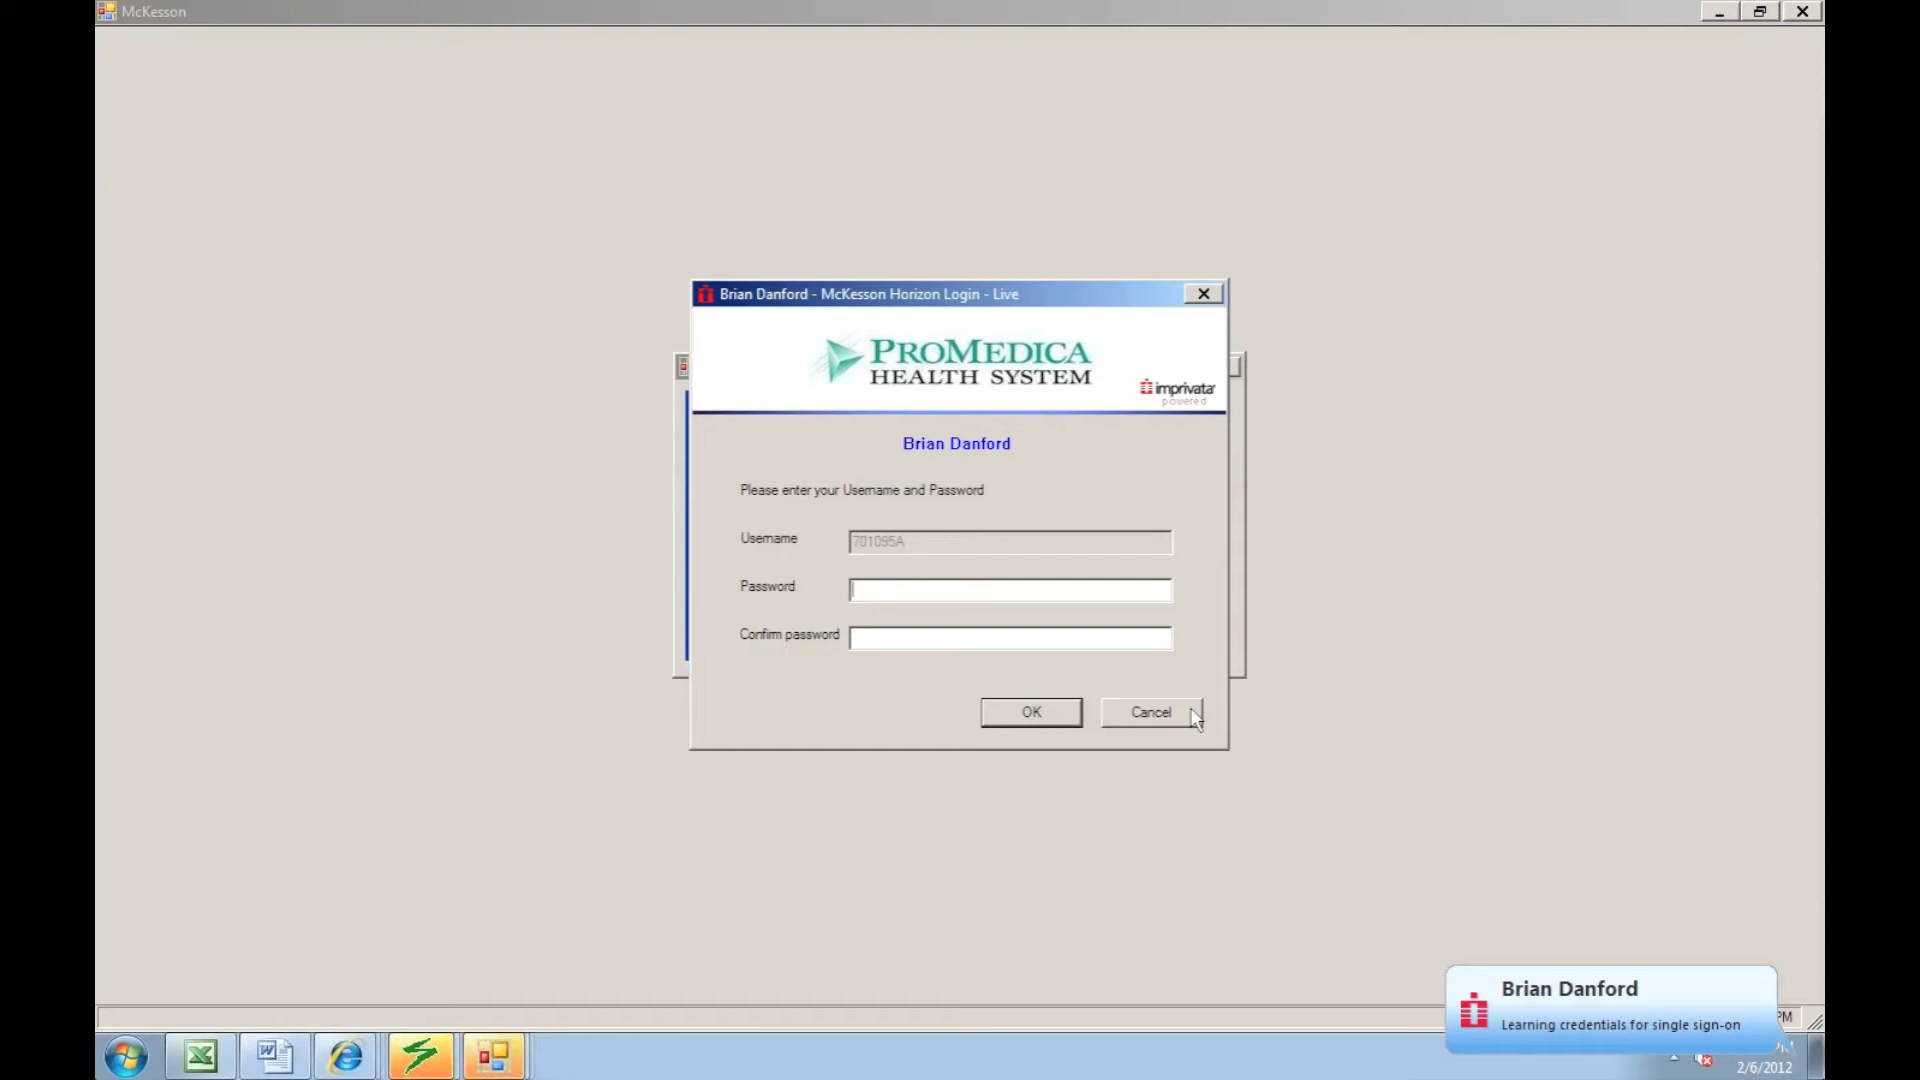 McKesson
Brian Danford - McKesson Horizon Login - Live
PROMEDICA
HEALTH SYSTEM
imprivata
powered
Brian Danford
Please enter your Username and Password
Username
701095A
Password
Confirm password
OK
Cancel
Brian Danford
Learning credentials for single sign-on
PM
2/6/2012